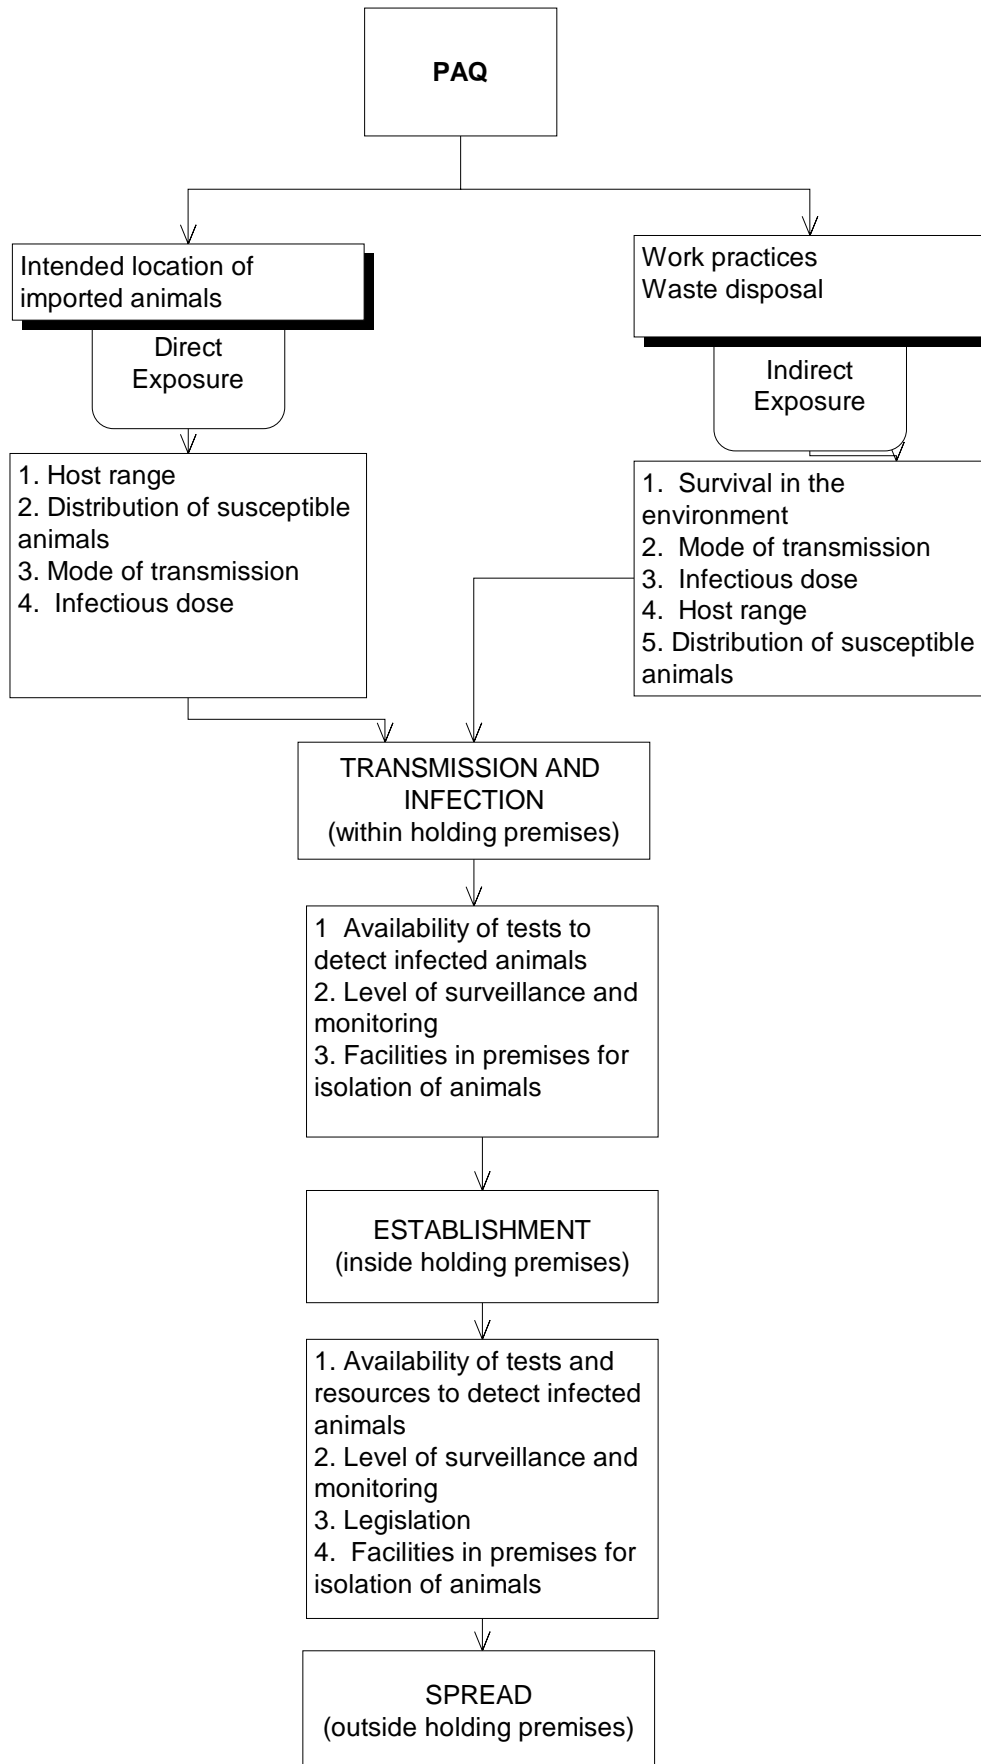 PAQ
Intended location of
imported animals
Work practices
Waste disposal
Direct
Exposure
Indirect
Exposure
1. Host range
2. Distribution of susceptible
animals
3. Mode of transmission
4.  Infectious dose
1.  Survival in the
environment
2.  Mode of transmission
3.  Infectious dose
4.  Host range
5. Distribution of susceptible
animals
TRANSMISSION AND
INFECTION
(within holding premises)
1  Availability of tests to
detect infected animals
2. Level of surveillance and
monitoring
3. Facilities in premises for
isolation of animals
ESTABLISHMENT
(inside holding premises)
1. Availability of tests and
resources to detect infected
animals
2. Level of surveillance and
monitoring
3. Legislation
4.  Facilities in premises for
isolation of animals
SPREAD
(outside holding premises)